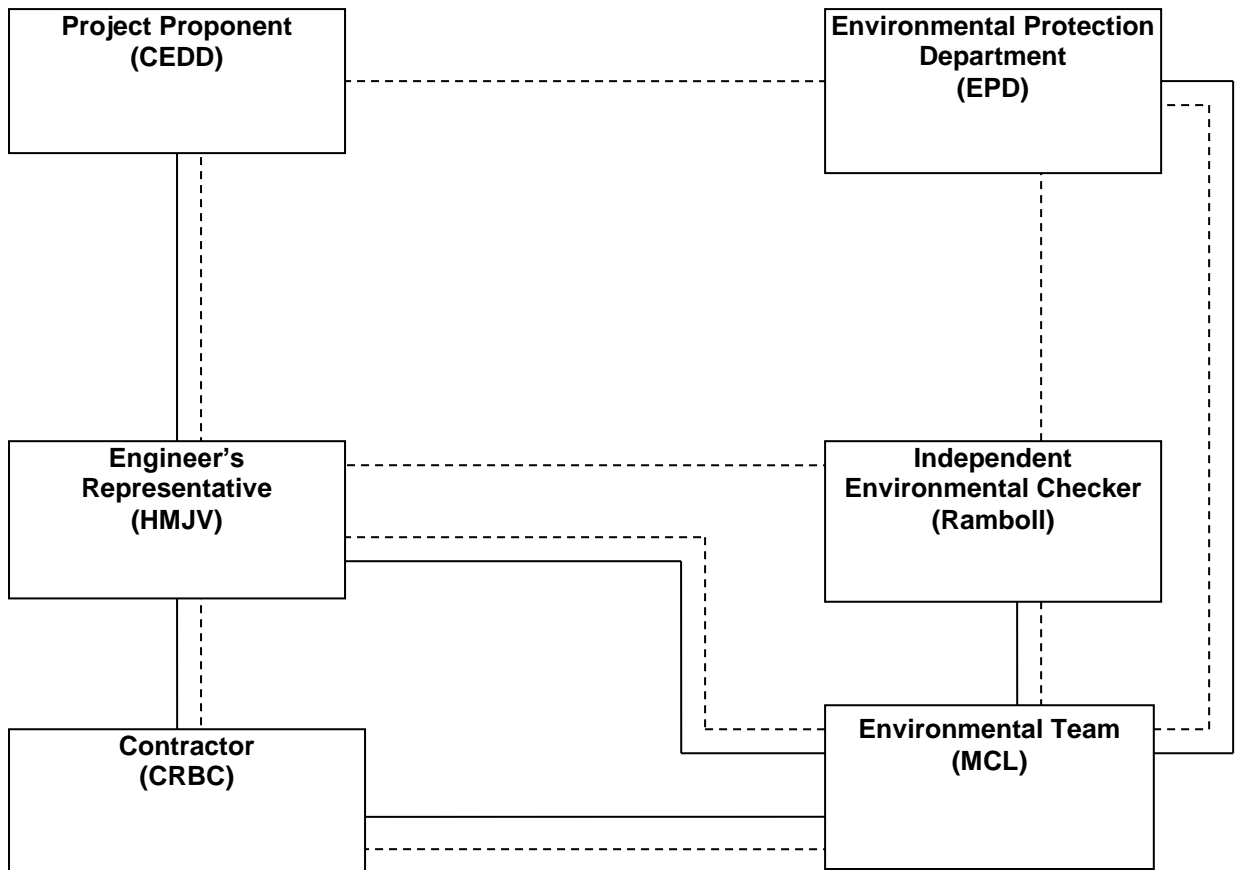 Project Proponent
(CEDD)
Environmental Protection
Department
(EPD)
Engineer’s
Representative
(HMJV)
Independent
Environmental Checker
(Ramboll)
Contractor
(CRBC)
Environmental Team
(MCL)